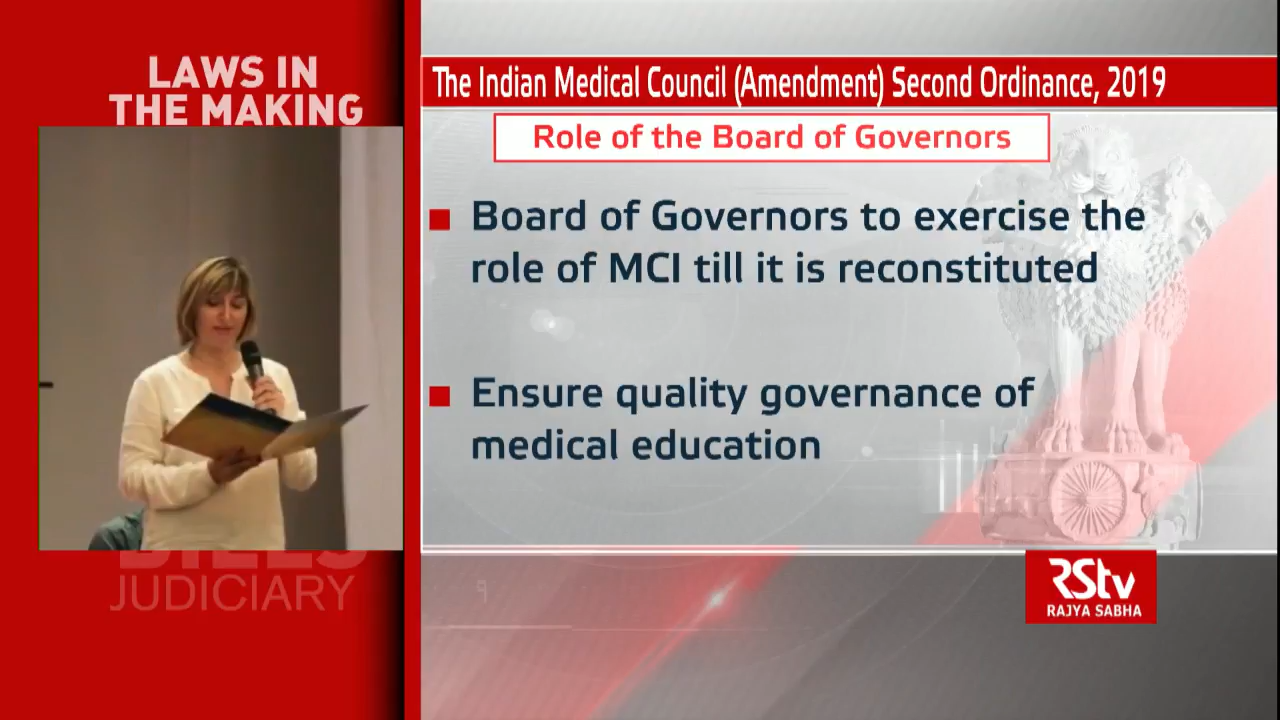 LAWS IN
THE MAKING
The Indian Medical Council (Amendment) Second Ordinance, 2019
Role of the Board of Governors
Board of Governors to exercise the
role of MCI till it is reconstituted
Ensure quality governance of
medical education
JUDICIARY
RSTV
RAJYA SABHA